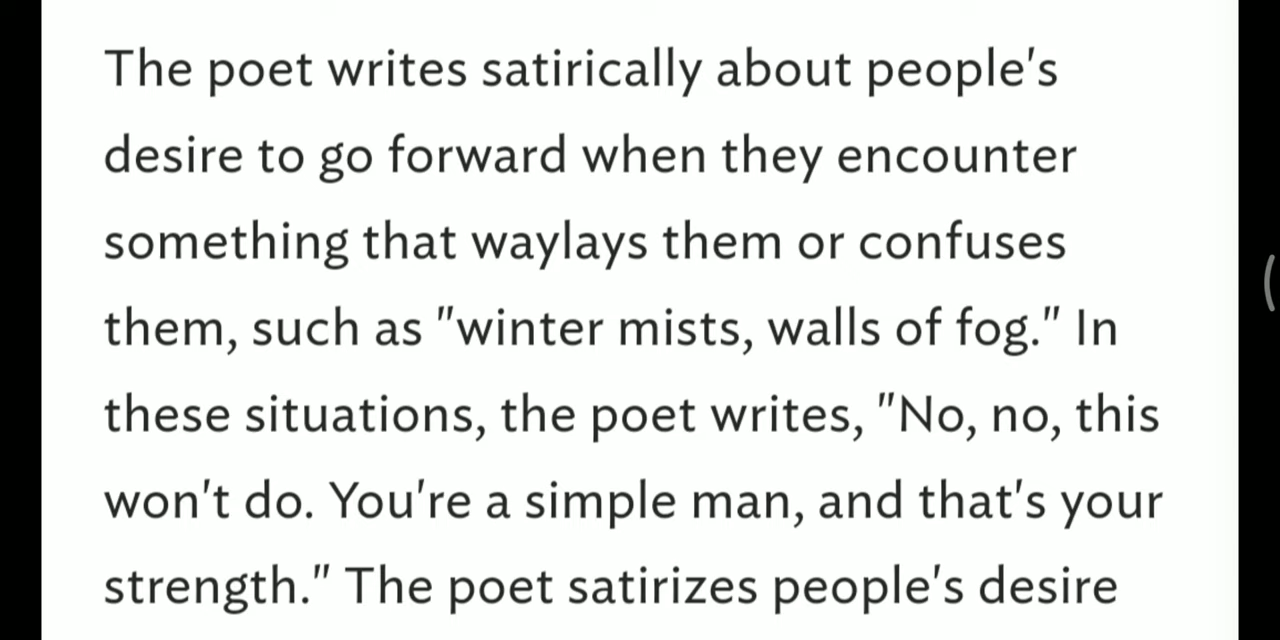 The poet writes satirically about people's
desire to go forward when they encounter
something that waylays them or confuses
them, such as "winter mists, walls of fog." In
these situations, the poet writes, "No, no, this
won't do. You're a simple man, and that's your
strength." The poet satirizes people's desire